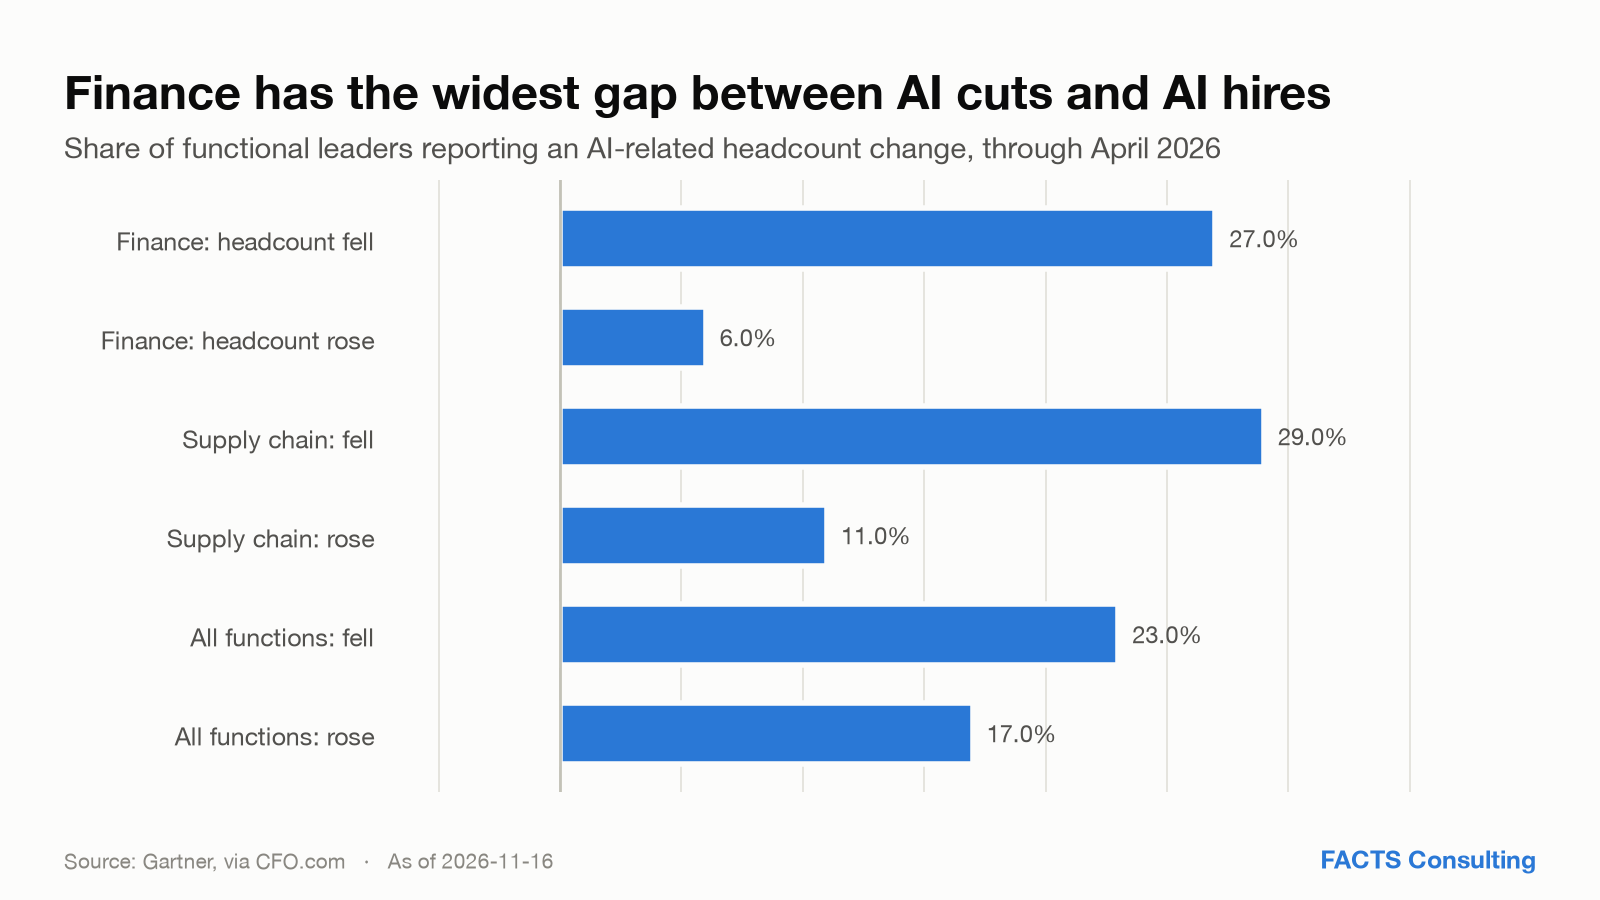 Finance has the widest gap between AI cuts and AI hires
Share of functional leaders reporting an AI-related headcount change, through April 2026
Finance: headcount fell
27.0%
Finance: headcount rose
6.0%
Supply chain: fell
29.0%
Supply chain: rose
11.0%
All functions: fell
23.0%
All functions: rose
17.0%
Source: Gartner, via CFO.com · As of 2026-11-16
FACTS Consulting